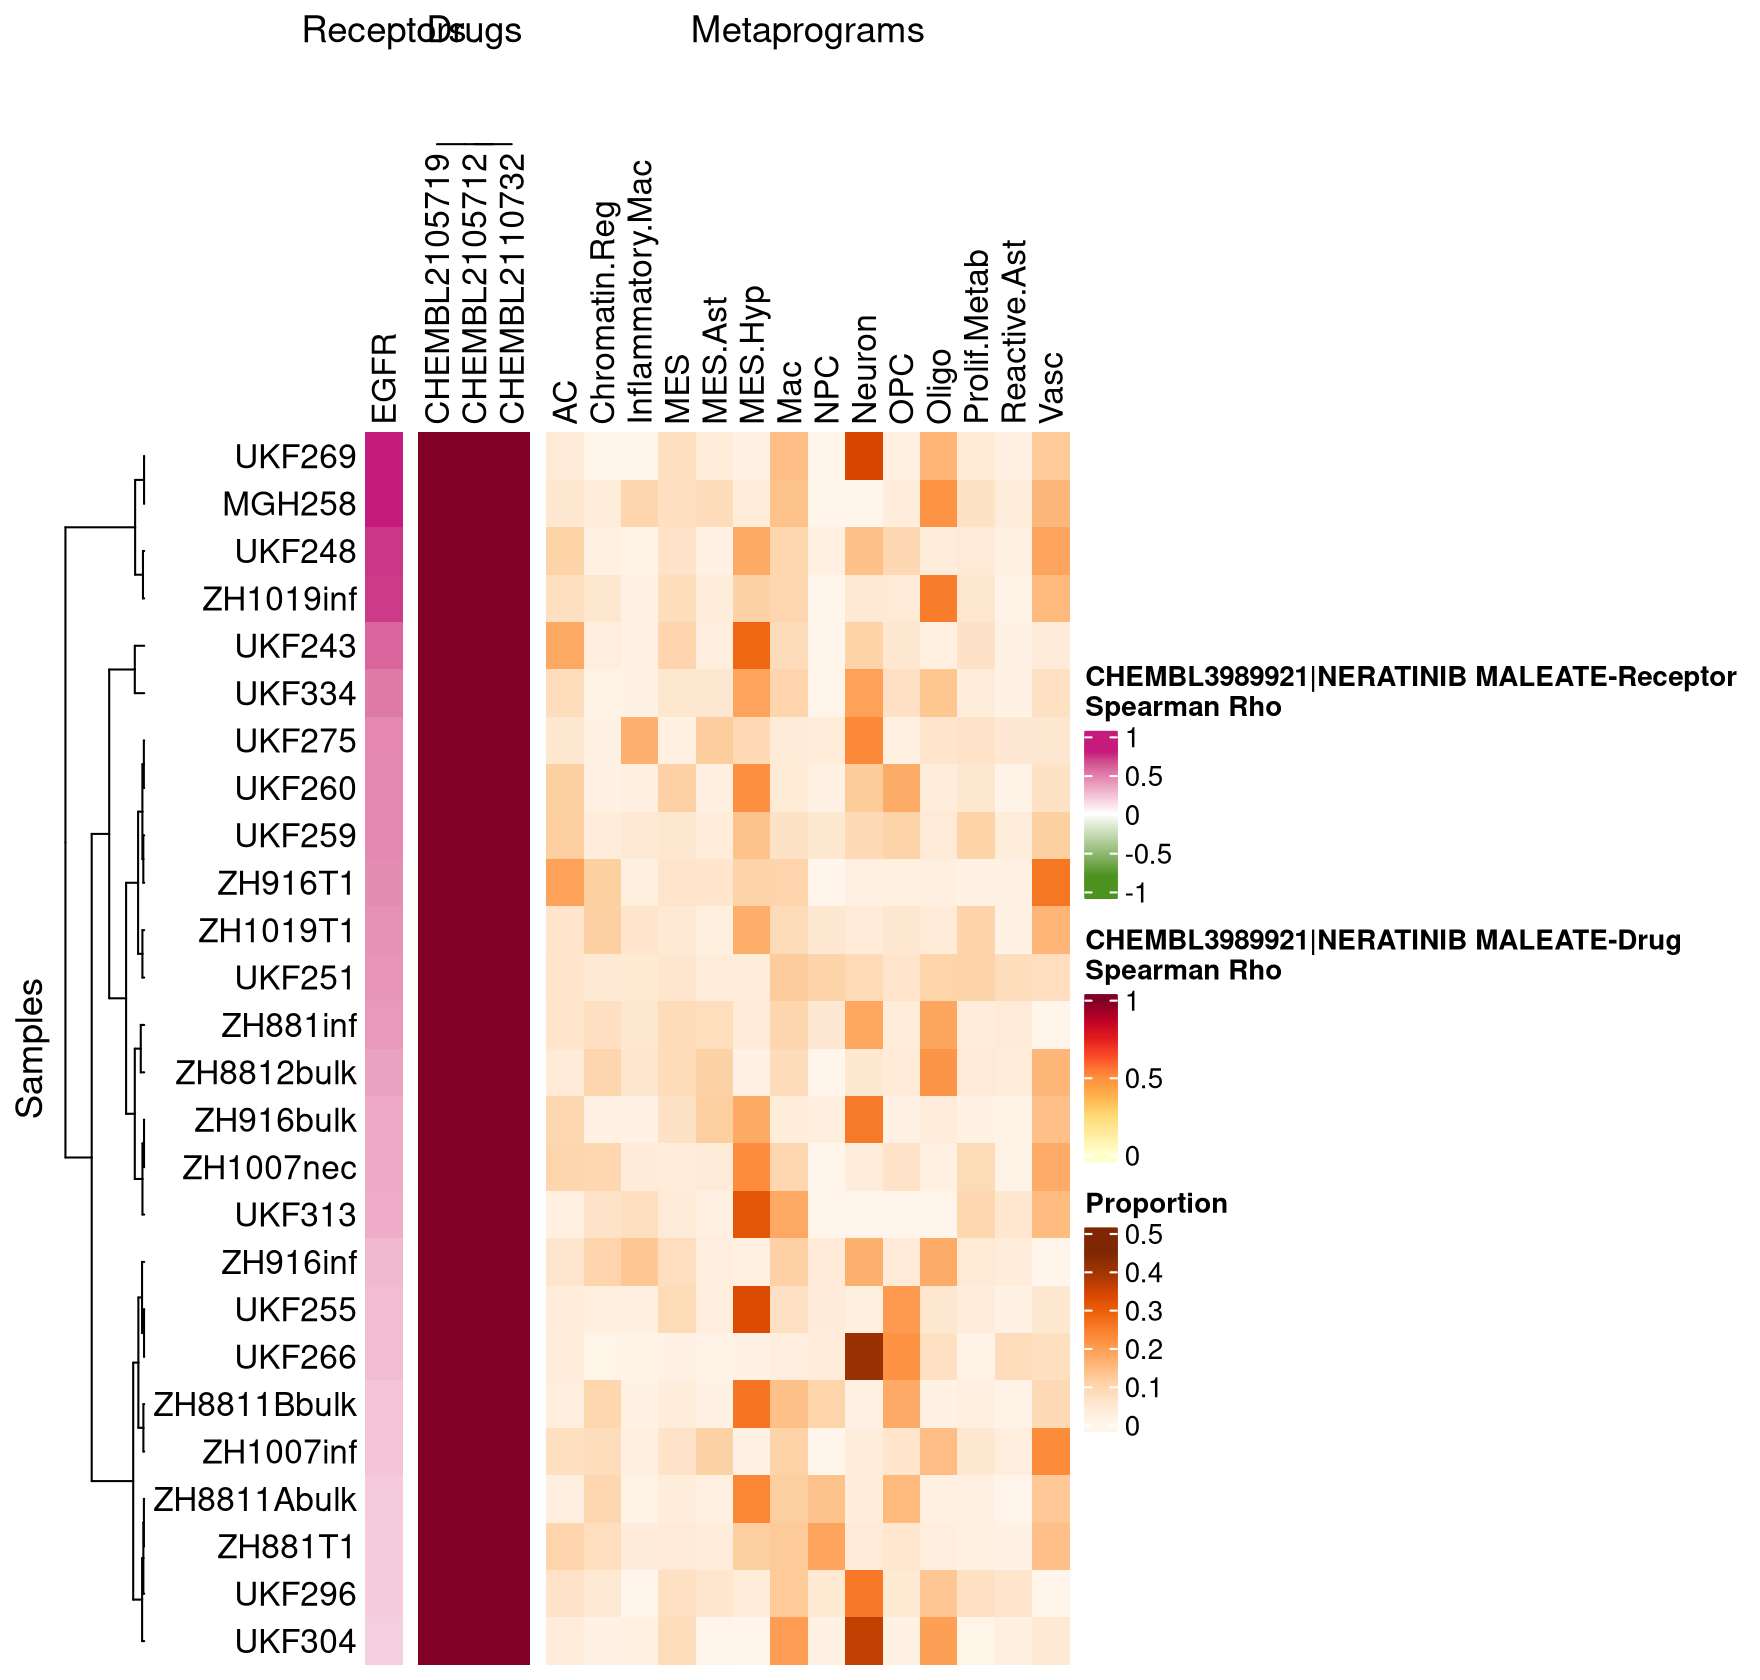 Receptors Drugs Metaprograms
EGFR
CHEMBL2105719|
CHEMBL2105712|
CHEMBL2110732|
AC
Chromatin.Reg
Inflammatory.Mac
MES
MES.Ast
MES.Hyp
Mac
NPC
Neuron
OPC
Oligo
Prolif.Metab
Reactive.Ast
Vasc
Samples
UKF269
MGH258
UKF248
ZH1019inf
UKF243
UKF334
UKF275
UKF260
UKF259
ZH916T1
ZH1019T1
UKF251
ZH881inf
ZH8812bulk
ZH916bulk
ZH1007nec
UKF313
ZH916inf
UKF255
UKF266
ZH8811Bbulk
ZH1007inf
ZH8811Abulk
ZH881T1
UKF296
UKF304
CHEMBL3989921|NERATINIB MALEATE-Receptor
Spearman Rho
1
0.5
0
-0.5
-1
CHEMBL3989921|NERATINIB MALEATE-Drug
Spearman Rho
1
0.5
0
Proportion
0.5
0.4
0.3
0.2
0.1
0